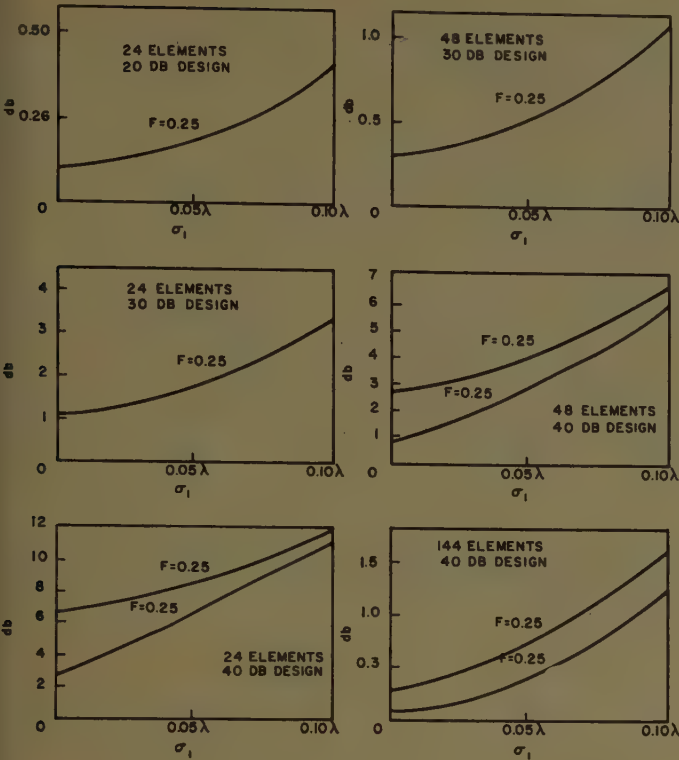 0.50
24 ELEMENTS
20 DB DESIGN
db
0.26
F=0.25
0
0.05λ
0.10λ
σ₁
1.0
48 ELEMENTS
30 DB DESIGN
db
F=0.25
0.5
0
0.05λ
0.10λ
σ₁
4
24 ELEMENTS
30 DB DESIGN
3
db
2
F=0.25
1
0
0.05λ
0.10λ
σ₁
7
6
5
F= 0.25
4
db
3
F=0.25
2
48 ELEMENTS
40 DB DESIGN
1
0
0.05λ
0.10λ
σ₁
12
10
F=0.25
8
F=0.25
6
db
4
24 ELEMENTS
40 DB DESIGN
2
0
0.05λ
0.10λ
σ₁
144 ELEMENTS
40 DB DESIGN
1.5
1.0
F=0.25
db
F=0.25
0.3
0
0.05λ
0.10λ
σ₁